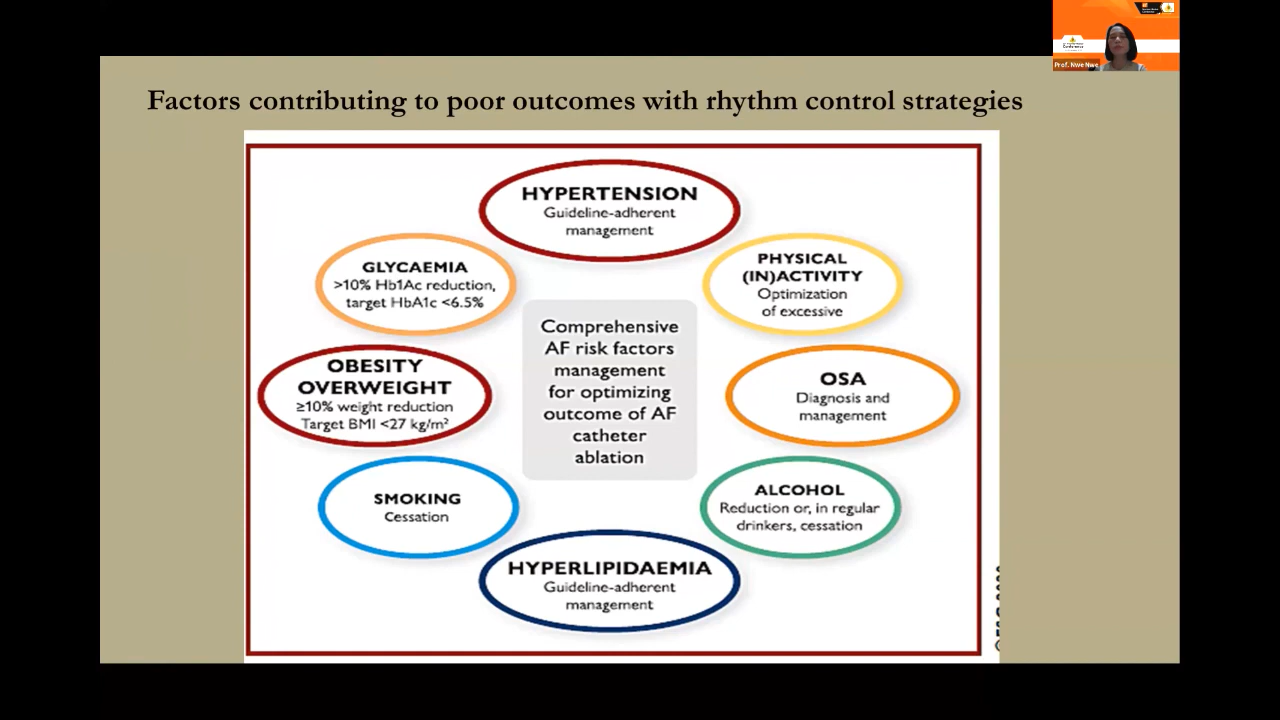 Factors contributing to poor outcomes with rhythm control strategies
HYPERTENSION
Guideline-adherent
management
GLYCAEMIA
>10% Hb1Ac reduction,
target HbA1c <6.5%
PHYSICAL
(IN)ACTIVITY
Optimization
of excessive
Comprehensive
AF risk factors
management
for optimizing
outcome of AF
catheter
ablation
OBESITY
OVERWEIGHT
≥10% weight reduction
Target BMI <27 kg/m²
OSA
Diagnosis and
management
SMOKING
Cessation
ALCOHOL
Reduction or, in regular
drinkers, cessation
HYPERLIPIDAEMIA
Guideline-adherent
management
Conference
Prof. Nwe Nwe